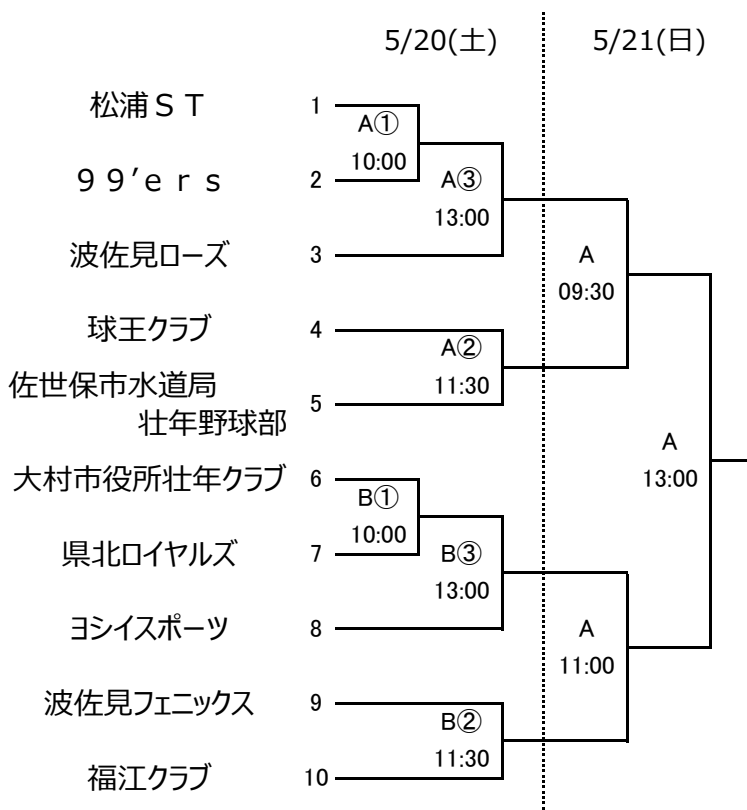 5/20(土) 5/21(日)
松浦ＳＴ 1
A①
10:00
９９’ｅｒｓ 2
A③
13:00
波佐見ローズ 3
A
09:30
球王クラブ 4
A②
11:30
佐世保市水道局
壮年野球部 5
A
13:00
大村市役所壮年クラブ 6
B①
10:00
県北ロイヤルズ 7
B③
13:00
ヨシイスポーツ 8
A
11:00
波佐見フェニックス 9
B②
11:30
福江クラブ 10